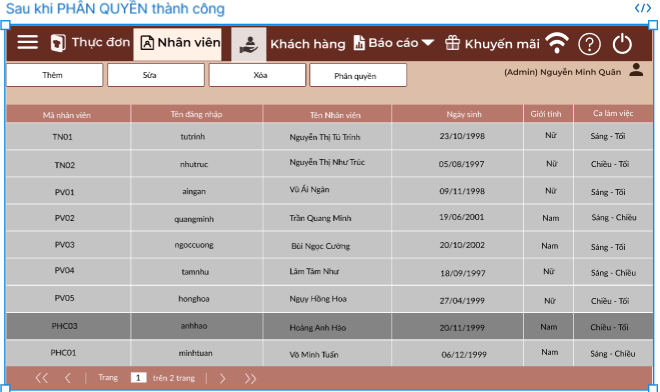 Sau khi PHÂN QUYỀN thành công
Thực đơn Nhân viên Khách hàng Báo cáo Khuyến mãi
Thêm Sửa Xóa Phân quyền (Admin) Nguyễn Minh Quân
Mã nhân viên Tên đăng nhập Tên Nhân viên Ngày sinh Giới tính Ca làm việc
TN01 tutrinh Nguyễn Thị Tú Trinh 23/10/1998 Nữ Sáng - Tối
TN02 nhutruc Nguyễn Thị Như Trúc 05/08/1997 Nữ Chiều - Tối
PV01 aingan Vũ Ái Ngân 09/11/1998 Nữ Sáng - Tối
PV02 quangminh Trần Quang Minh 19/06/2001 Nam Sáng - Chiều
PV03 ngoccuong Bùi Ngọc Cường 20/10/2002 Nam Sáng - Tối
PV04 tamnhu Lâm Tâm Như 18/09/1997 Nữ Sáng - Chiều
PV05 honghoa Ngụy Hồng Hoa 27/04/1999 Nữ Chiều - Tối
PHC03 anhhao Hoàng Anh Hào 20/11/1999 Nam Chiều - Tối
PHC01 minhtuan Võ Minh Tuấn 06/12/1999 Nam Sáng - Chiều
Trang 1 trên 2 trang